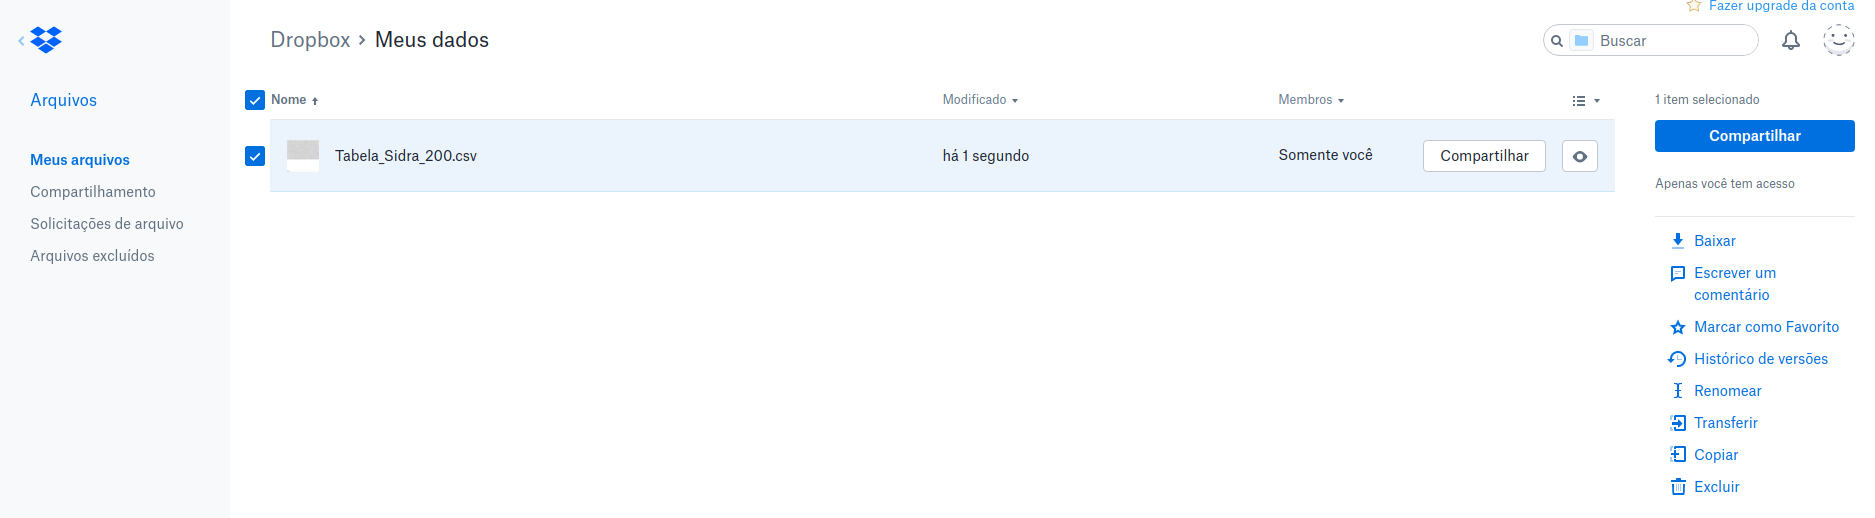 Fazer upgrade da conta
Dropbox › Meus dados
Buscar
Arquivos
Meus arquivos
Compartilhamento
Solicitações de arquivo
Arquivos excluídos
Nome Modificado Membros
Tabela_Sidra_200.csv há 1 segundo Somente você Compartilhar
1 item selecionado
Compartilhar
Apenas você tem acesso
Baixar
Escrever um
comentário
Marcar como Favorito
Histórico de versões
Renomear
Transferir
Copiar
Excluir